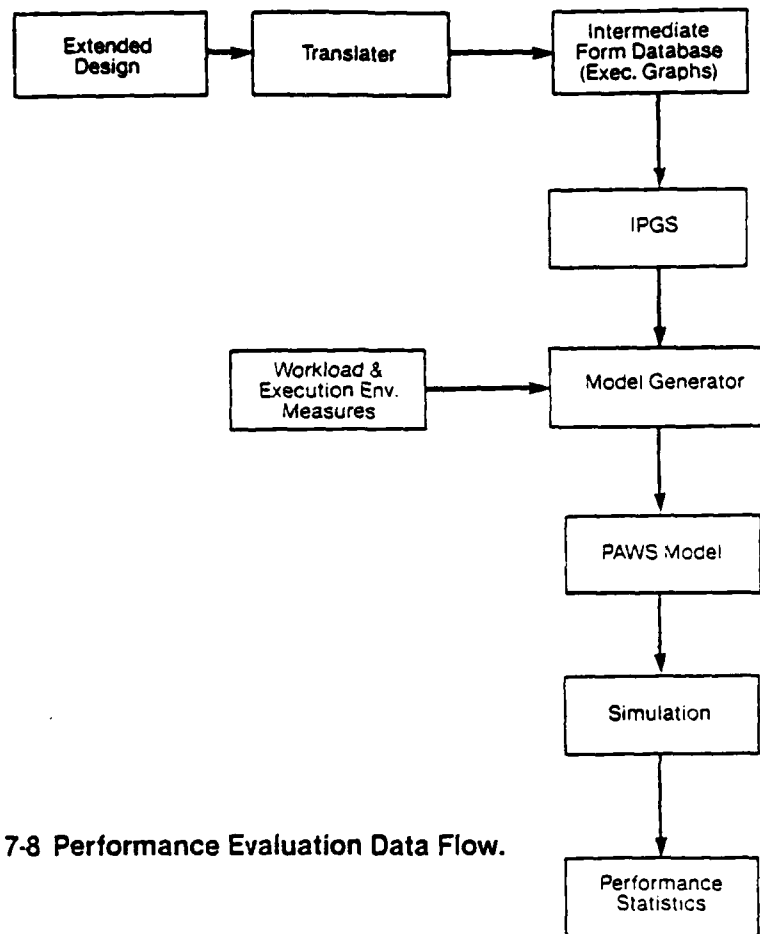 Extended
Design
Translater
Intermediate
Form Database
(Exec. Graphs)
IPGS
Workload &
Execution Env.
Measures
Model Generator
PAWS Model
Simulation
7-8 Performance Evaluation Data Flow.
Performance
Statistics